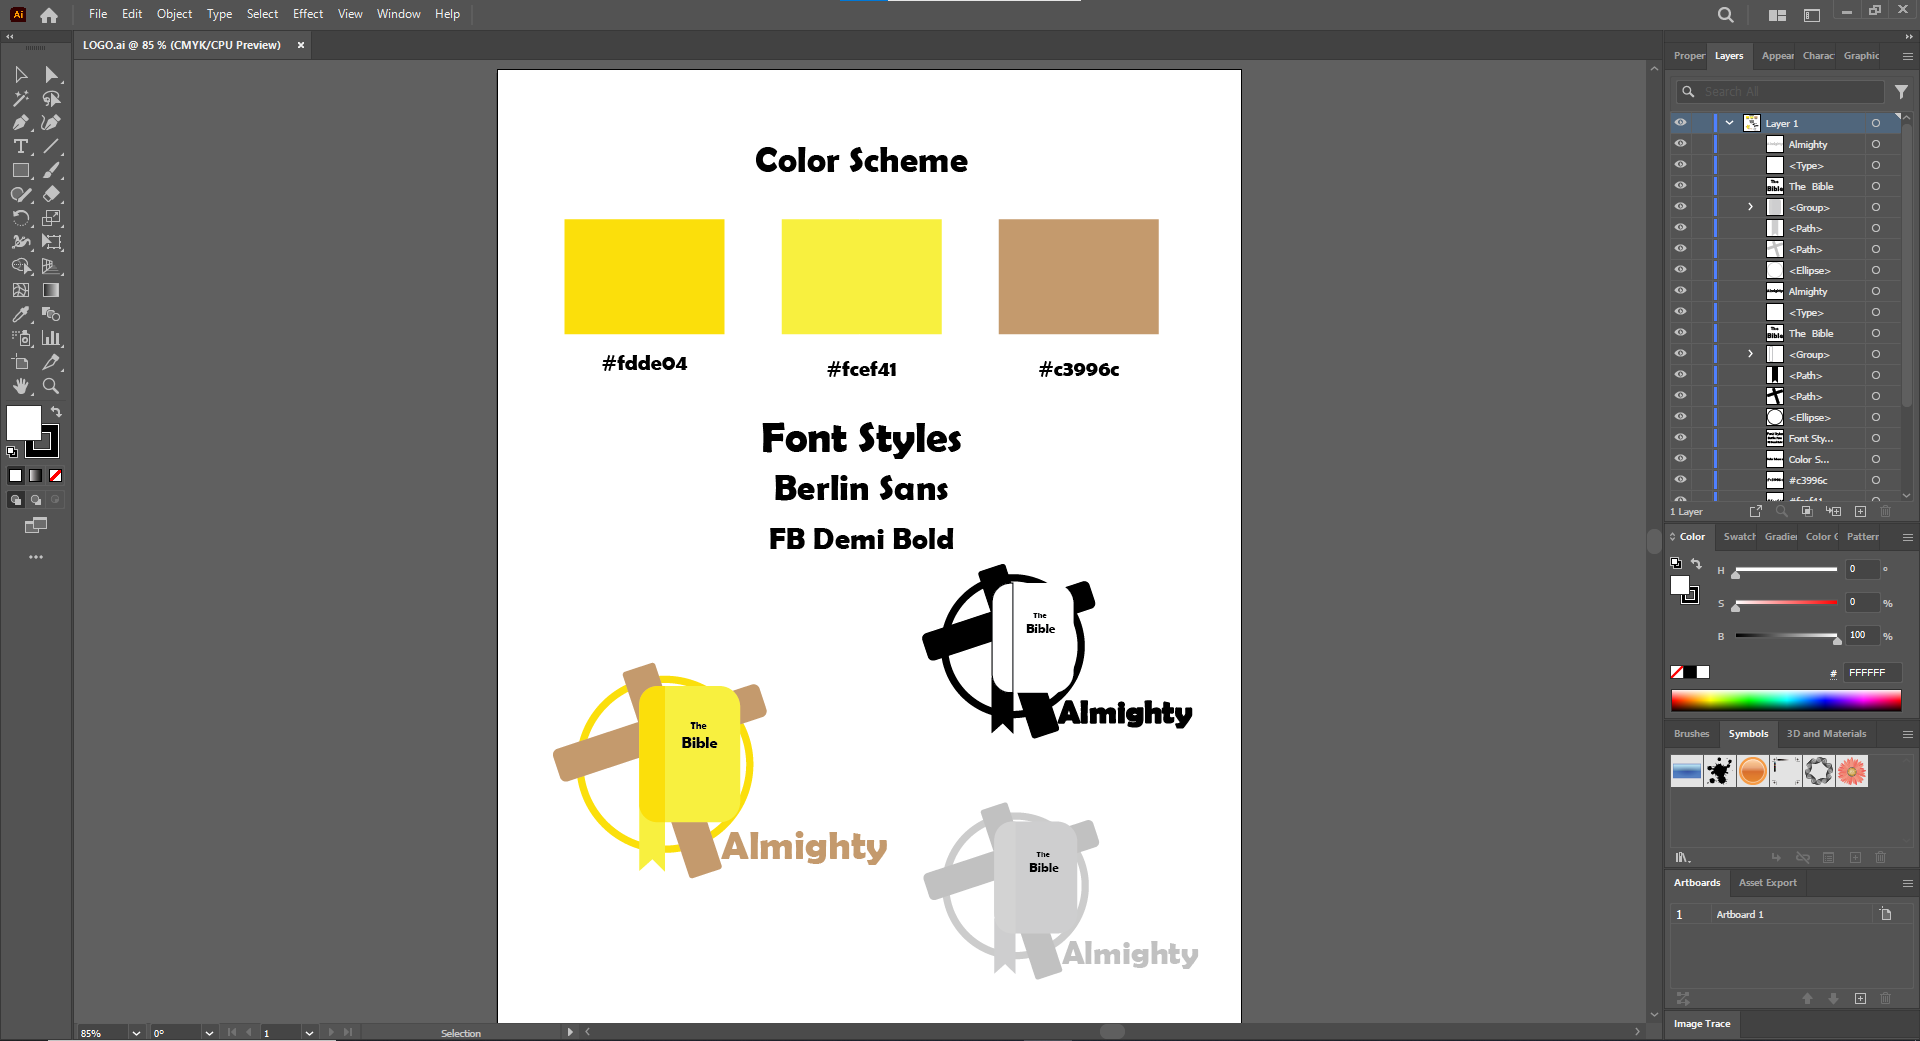 Ai
File Edit Object Type Select Effect View Window Help
LOGO.ai @ 85 % (CMYK/CPU Preview) ×
Color Scheme
#fdde04
#fcef41
#c3996c
Font Styles
Berlin Sans
FB Demi Bold
The
Bible
Almighty
The
Bible
Almighty
The
Bible
Almighty
85%
0°
1
Selection
Proper Layers Appear Charac Graphic
Search All
Layer 1
Almighty
<Type>
The Bible
<Group>
<Path>
<Path>
<Ellipse>
Almighty
<Type>
The Bible
<Group>
<Path>
<Path>
<Ellipse>
Font Sty...
Color S...
#c3996c
#fcef41
1 Layer
Color Swatch Gradien Color G Pattern
H 0 °
S 0 %
B 100 %
# FFFFFF
Brushes Symbols 3D and Materials
Artboards Asset Export
1 Artboard 1
Image Trace